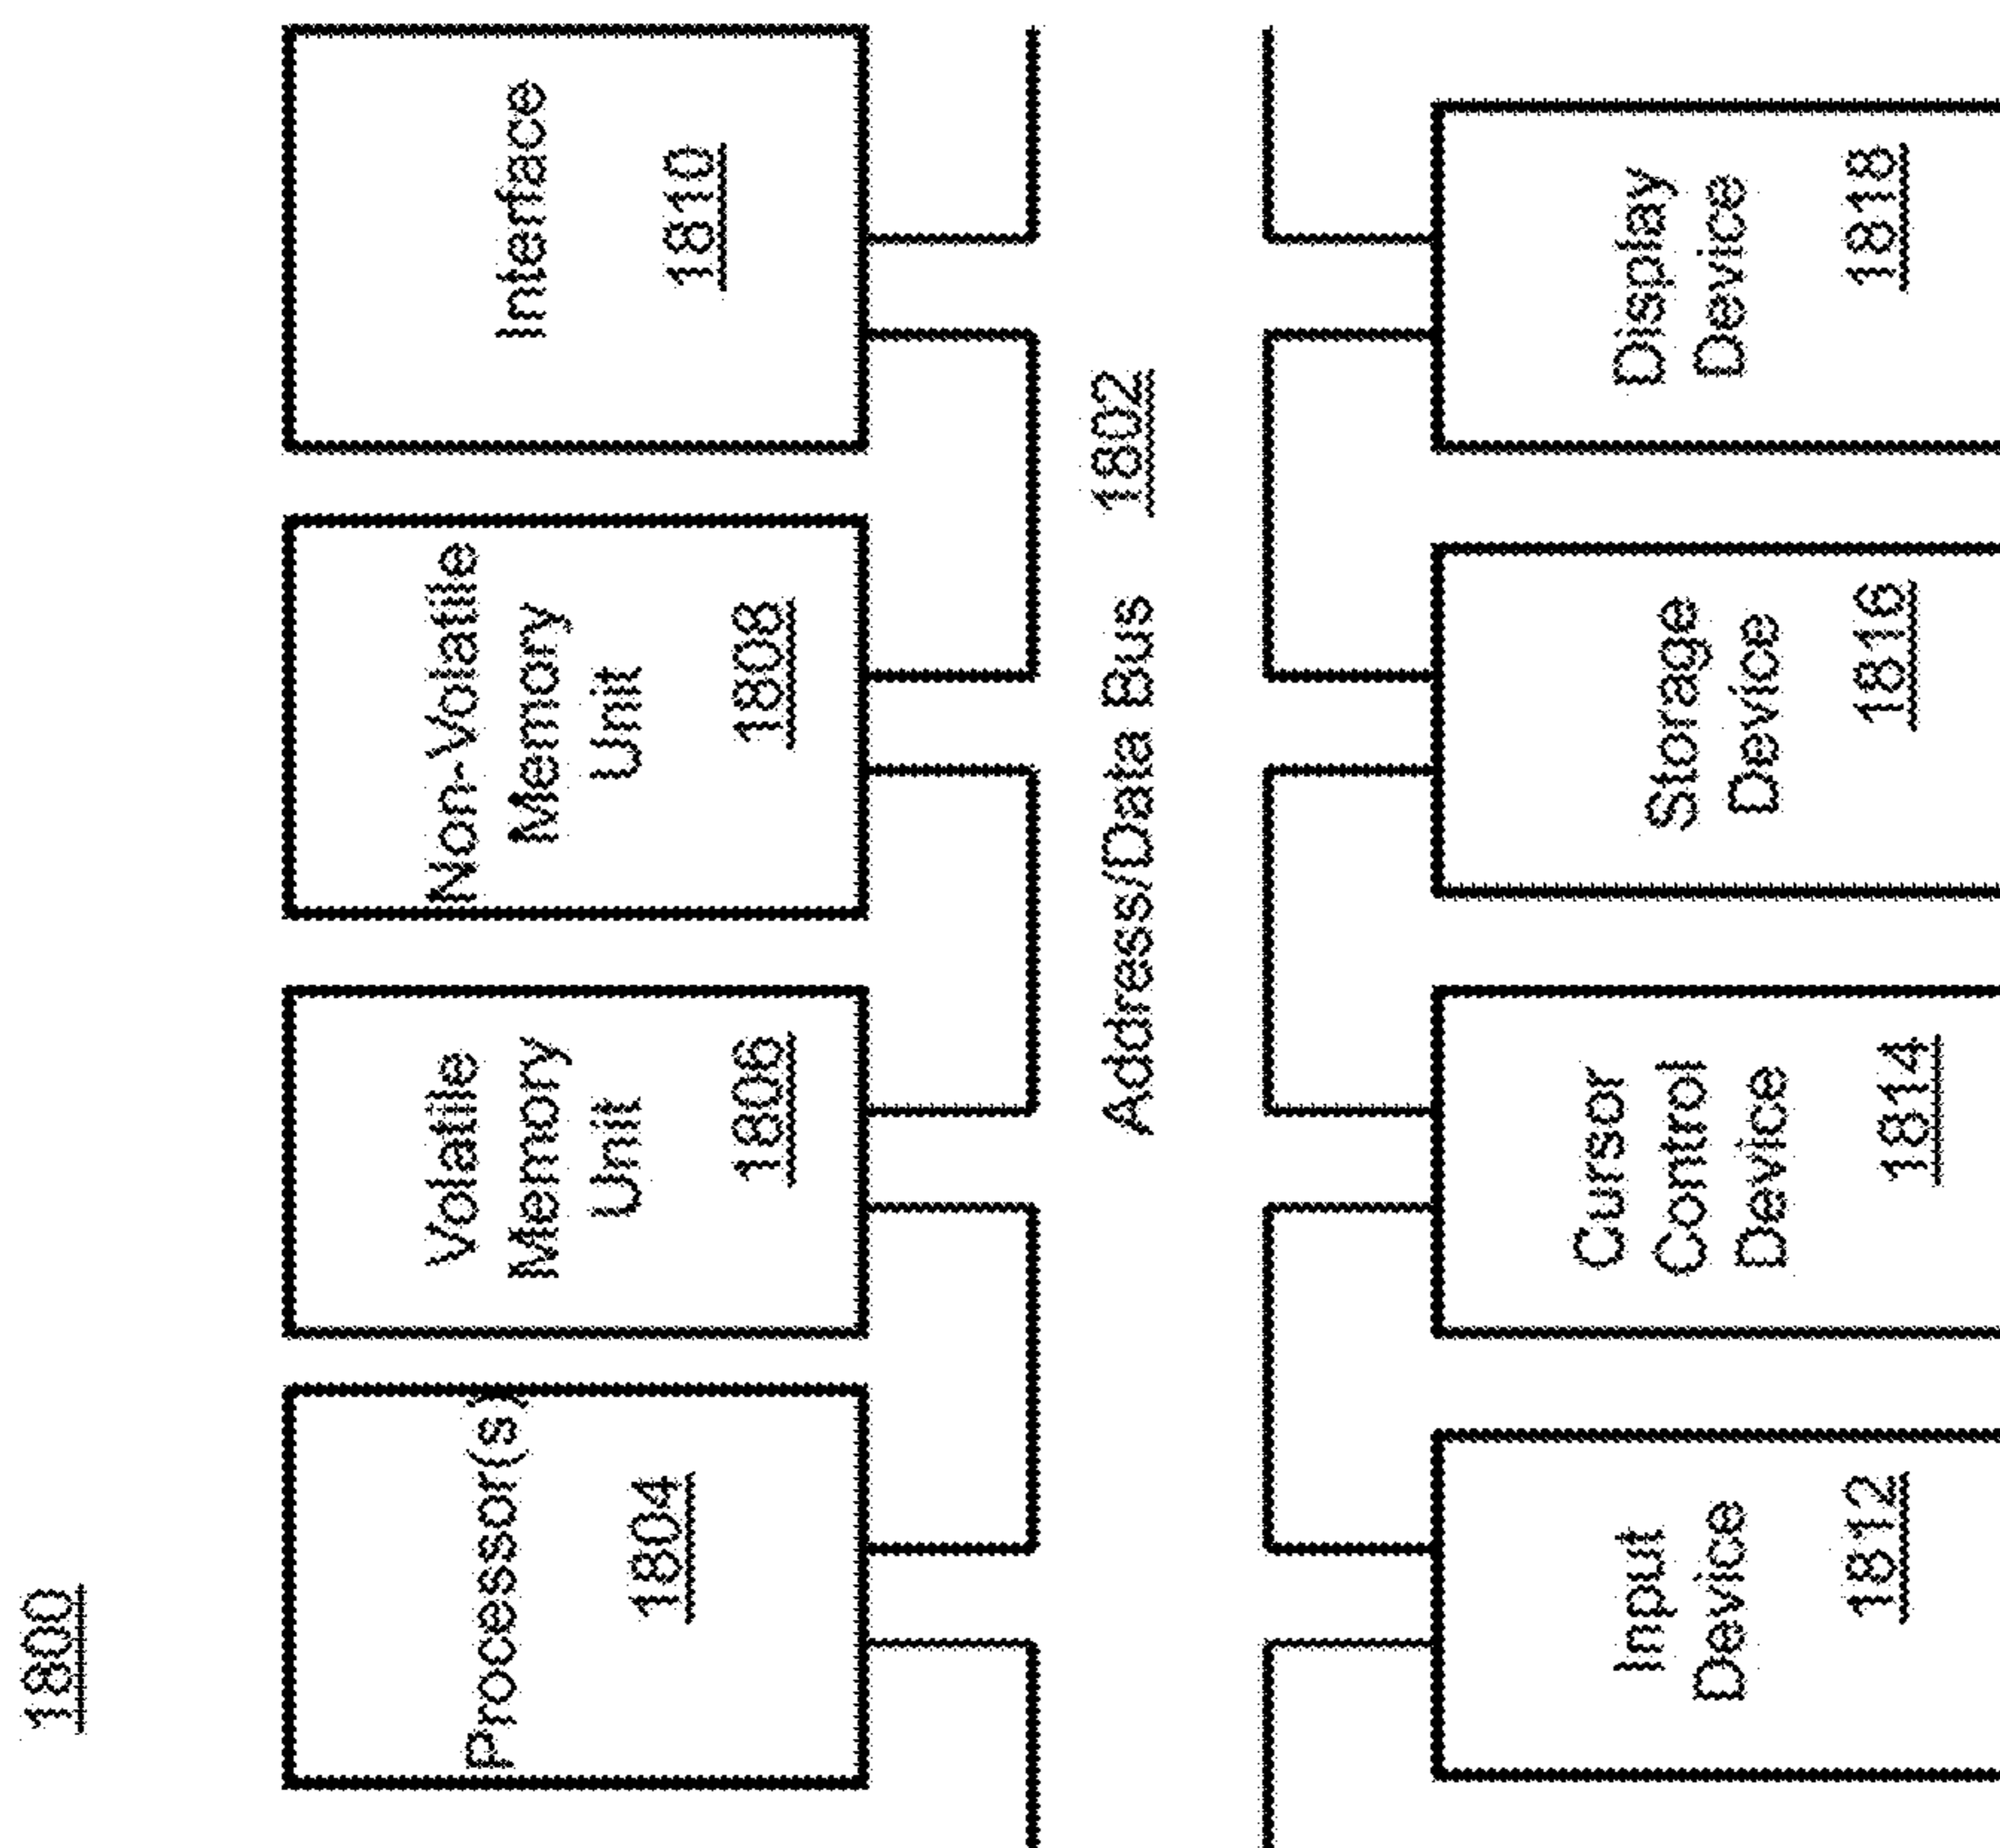 1800
Processor(s)
1804
Volatile
Memory
Unit
1806
Non-Volatile
Memory
Unit
1808
Interface
1810
Address/Data Bus 1802
Input
Device
1812
Cursor
Control
Device
1814
Storage
Device
1816
Display
Device
1818